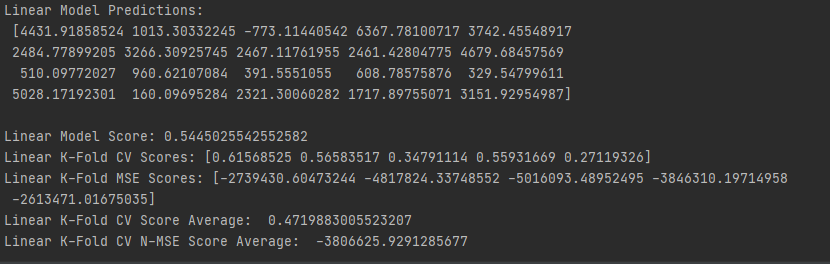 Linear Model Predictions:
[4431.91858524 1013.30332245 -773.11440542 6367.78100717 3742.45548917
2484.77899205 3266.30925745 2467.11761955 2461.42804775 4679.68457569
510.09772027 960.62107084 391.5551055 608.78575876 329.54799611
5028.17192301 160.09695284 2321.30060282 1717.89755071 3151.92954987]
Linear Model Score: 0.5445025542552582
Linear K-Fold CV Scores: [0.61568525 0.56583517 0.34791114 0.55931669 0.27119326]
Linear K-Fold MSE Scores: [-2739430.60473244 -4817824.33748552 -5016093.48952495 -3846310.19714958
-2613471.01675035]
Linear K-Fold CV Score Average: 0.4719883005523207
Linear K-Fold CV N-MSE Score Average: -3806625.9291285677